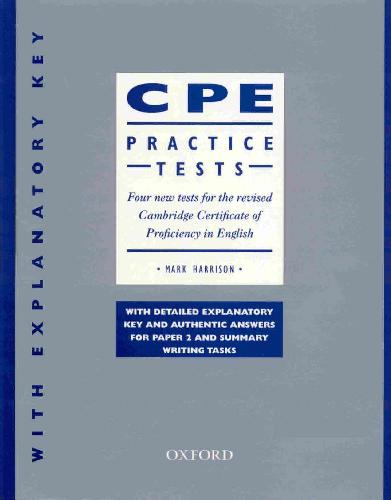 WITH EXPLANATORY KEY
CPE
PRACTICE
TESTS
Four new tests for the revised
Cambridge Certificate of
Proficiency in English
• MARK HARRISON •
WITH DETAILED EXPLANATORY
KEY AND AUTHENTIC ANSWERS
FOR PAPER 2 AND SUMMARY
WRITING TASKS
OXFORD